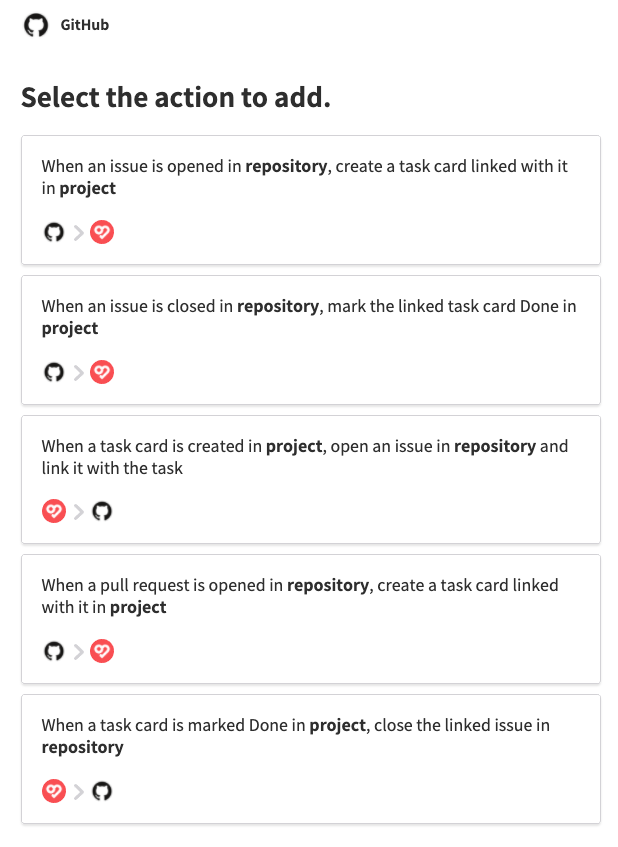 GitHub
Select the action to add.
When an issue is opened in repository, create a task card linked with it
in project
When an issue is closed in repository, mark the linked task card Done in
project
When a task card is created in project, open an issue in repository and
link it with the task
When a pull request is opened in repository, create a task card linked
with it in project
When a task card is marked Done in project, close the linked issue in
repository